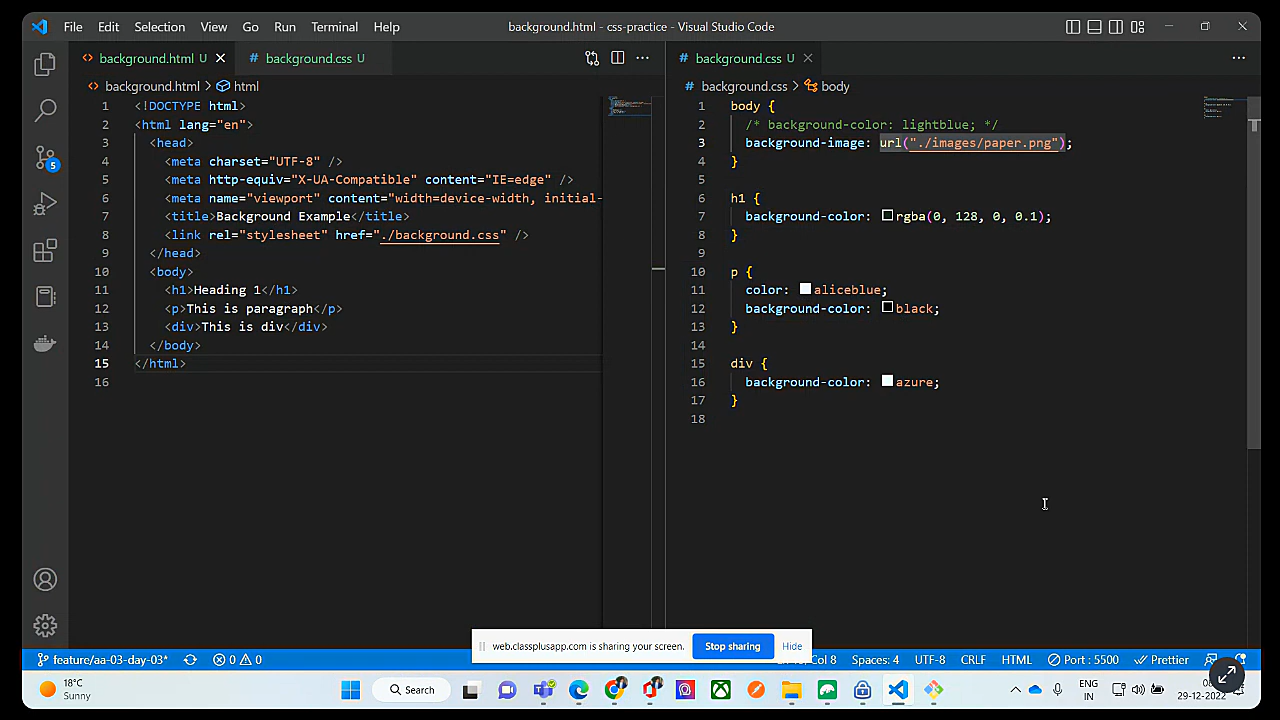 File Edit Selection View Go Run Terminal Help background.html - css-practice - Visual Studio Code
background.html U background.css U
background.html > html
1 <!DOCTYPE html>
2 <html lang="en">
3 <head>
4 <meta charset="UTF-8" />
5 <meta http-equiv="X-UA-Compatible" content="IE=edge" />
6 <meta name="viewport" content="width=device-width, initial-
7 <title>Background Example</title>
8 <link rel="stylesheet" href="./background.css" />
9 </head>
10 <body>
11 <h1>Heading 1</h1>
12 <p>This is paragraph</p>
13 <div>This is div</div>
14 </body>
15 </html>
16
background.css U
background.css > body
1 body {
2 /* background-color: lightblue; */
3 background-image: url("./images/paper.png");
4 }
5
6 h1 {
7 background-color: rgba(0, 128, 0, 0.1);
8 }
9
10 p {
11 color: aliceblue;
12 background-color: black;
13 }
14
15 div {
16 background-color: azure;
17 }
18
5
web.classplusapp.com is sharing your screen. Stop sharing Hide
feature/aa-03-day-03* 0 0 Col 8 Spaces: 4 UTF-8 CRLF HTML Port : 5500 Prettier
18°C
Sunny
Search
ENG
IN
29-12-2022